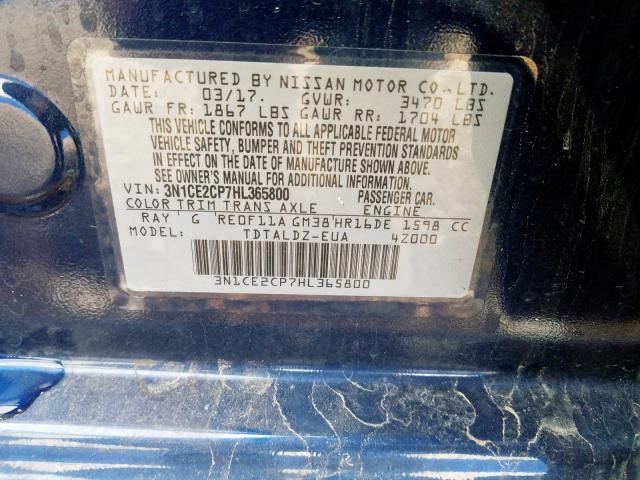 MANUFACTURED BY NISSAN MOTOR CO., LTD.
DATE: 03/17. GVWR: 3470 LBS
GAWR FR: 1867 LBS GAWR RR: 1704 LBS
THIS VEHICLE CONFORMS TO ALL APPLICABLE FEDERAL MOTOR
VEHICLE SAFETY, BUMPER AND THEFT PREVENTION STANDARDS
IN EFFECT ON THE DATE OF MANUFACTURE SHOWN ABOVE.
SEE OWNER'S MANUAL FOR ADDITIONAL INFORMATION.
VIN: 3N1CE2CP7HL365800 PASSENGER CAR.
COLOR TRIM TRANS AXLE ENGINE
RAY' G 'RE0F11A GM38'HR16DE 1598 CC
MODEL: TDTALDZ-EUA 4Z000
3N1CE2CP7HL365800